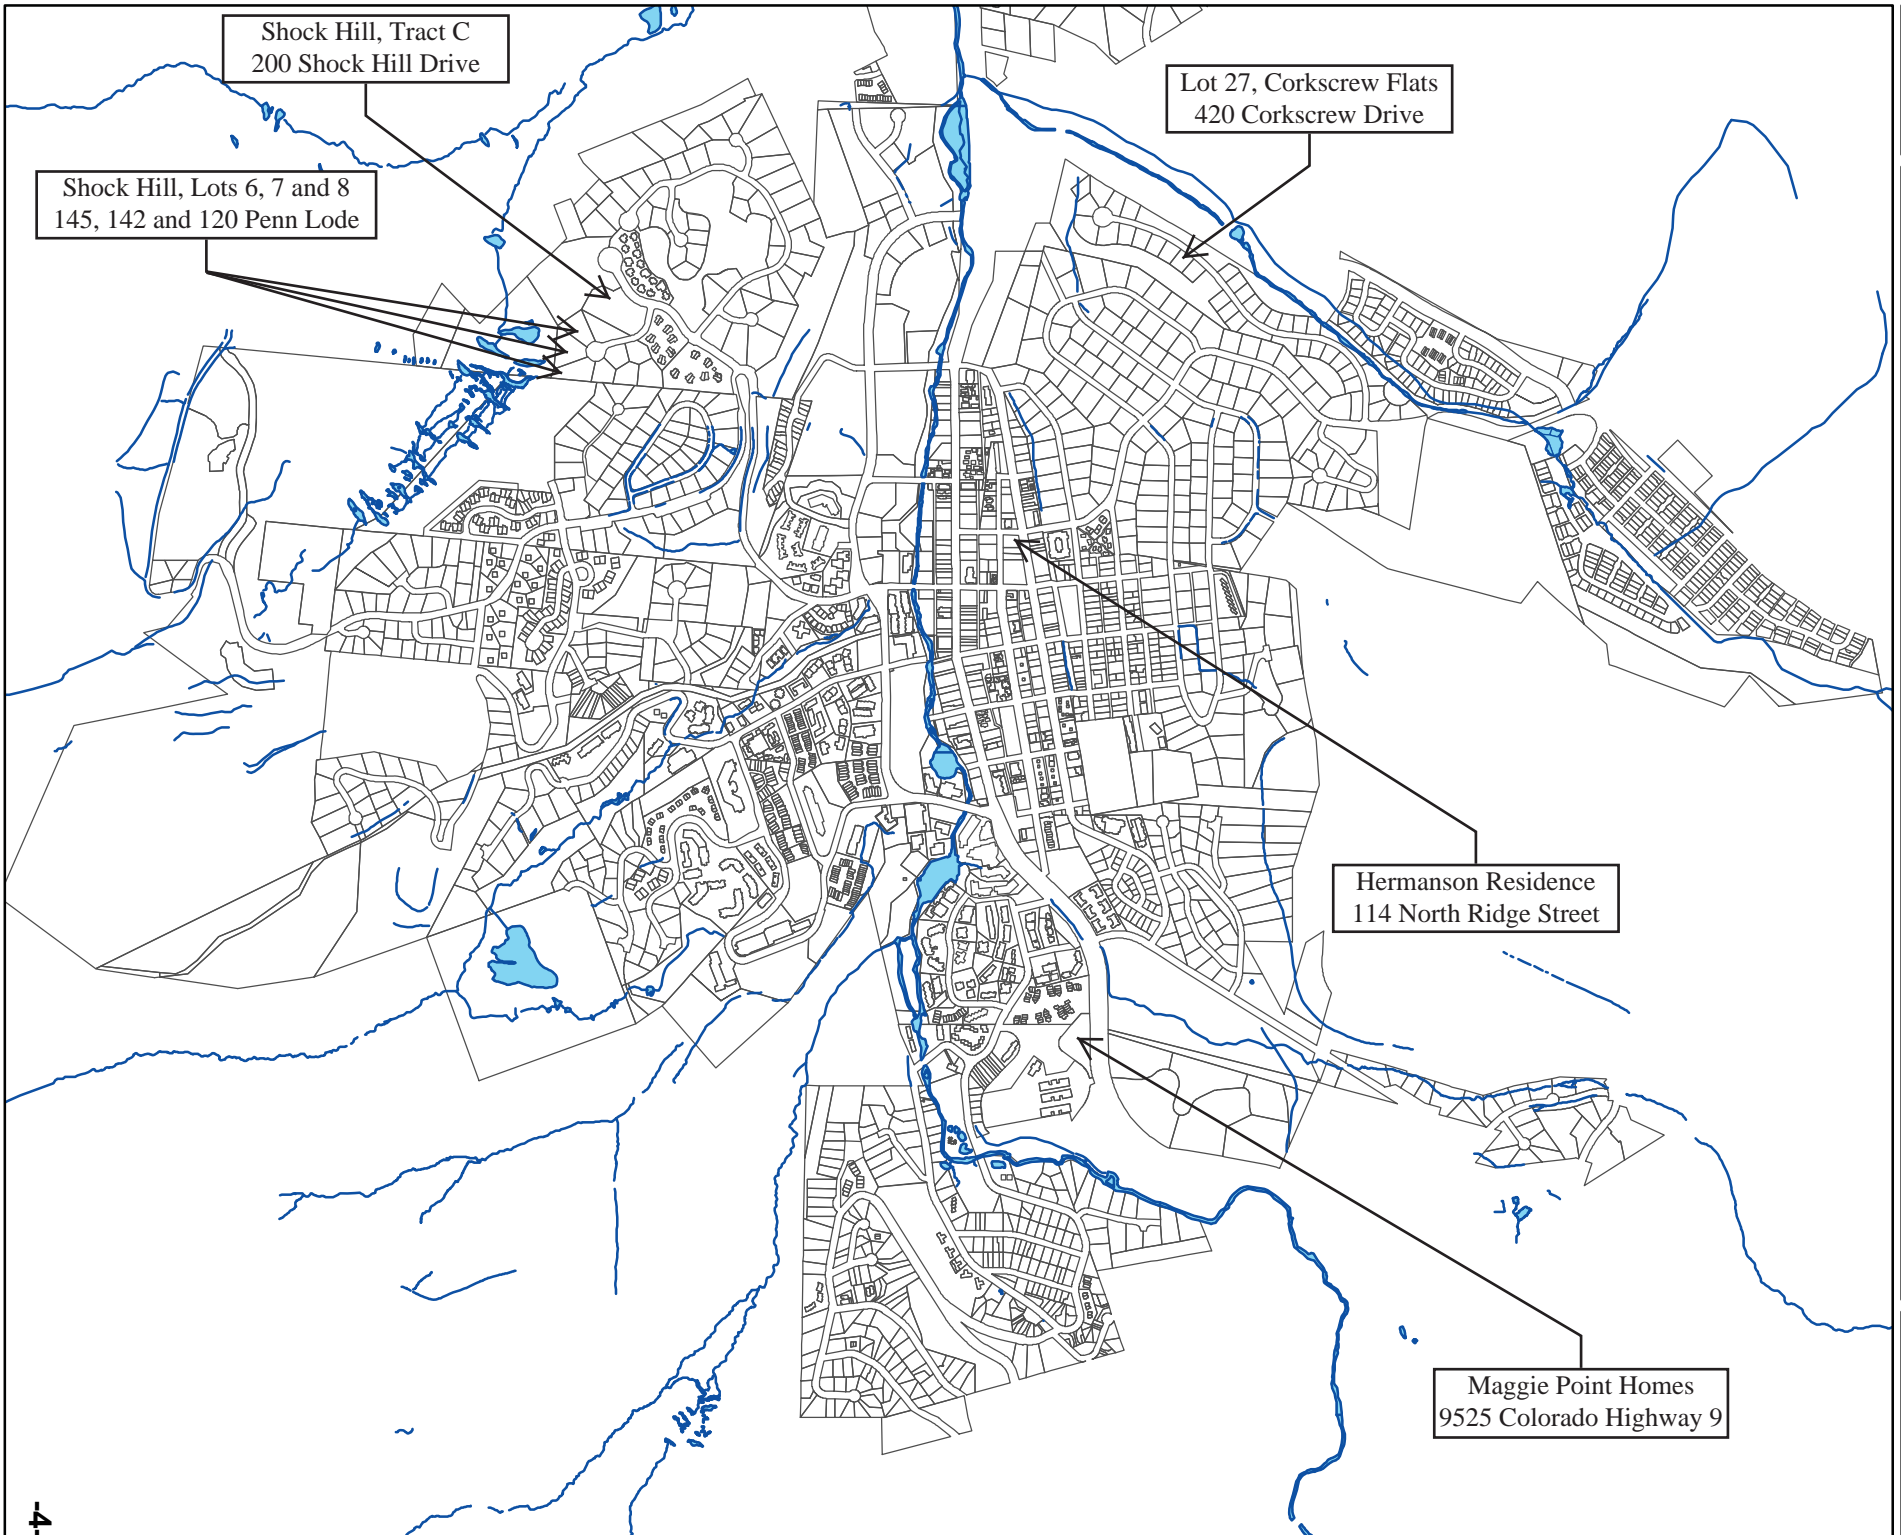 Shock Hill, Tract C
200 Shock Hill Drive
Lot 27, Corkscrew Flats
420 Corkscrew Drive
Shock Hill, Lots 6, 7 and 8
145, 142 and 120 Penn Lode
Hermanson Residence
114 North Ridge Street
Maggie Point Homes
9525 Colorado Highway 9
-4-